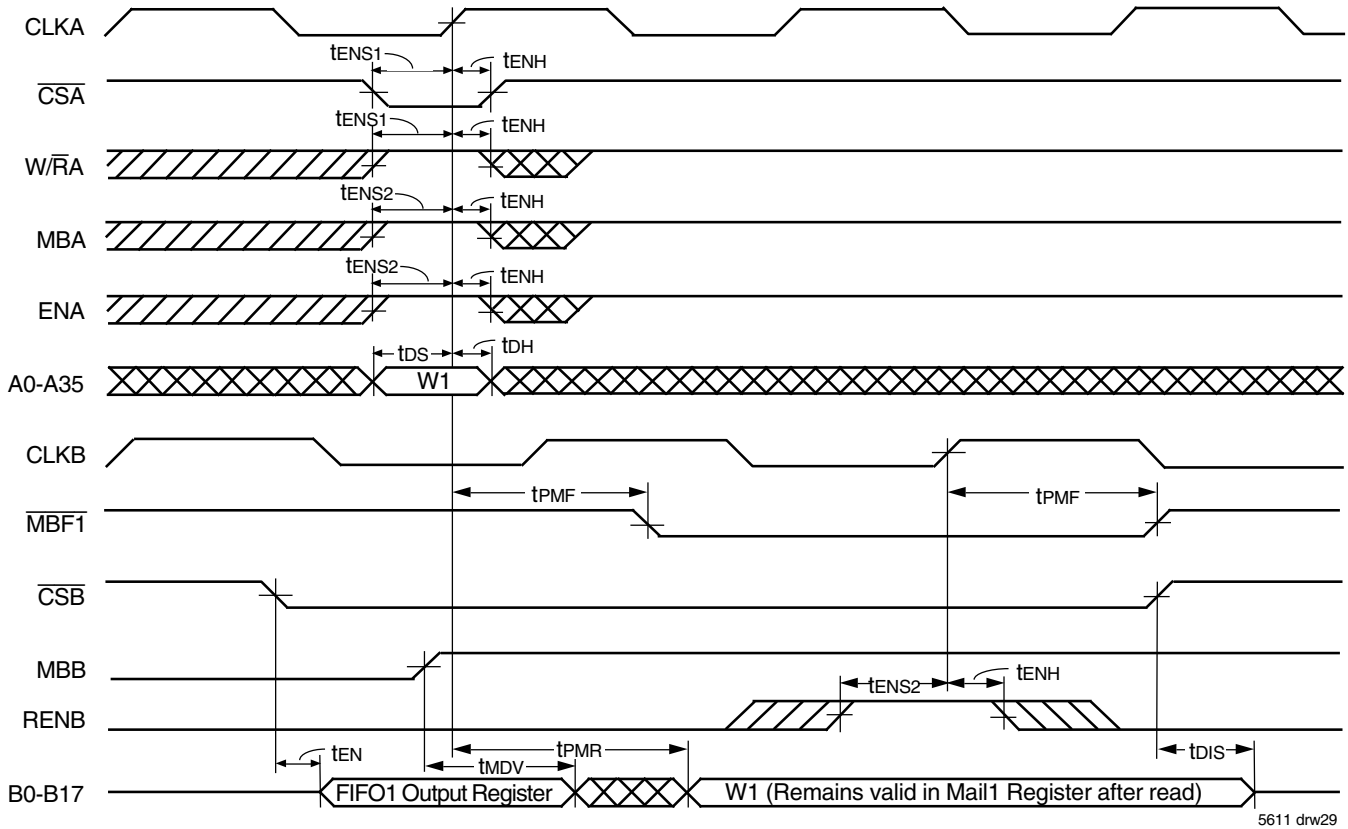 CLKA
tENS1
tENH
CSA
tENS1
tENH
W/RA
tENS2
tENH
MBA
tENS2
tENH
ENA
tDS
tDH
A0-A35
W1
CLKB
tPMF
tPMF
MBF1
CSB
MBB
tENS2
tENH
RENB
tEN
tPMR
tMDV
tDIS
B0-B17
FIFO1 Output Register
W1 (Remains valid in Mail1 Register after read)
5611 drw29